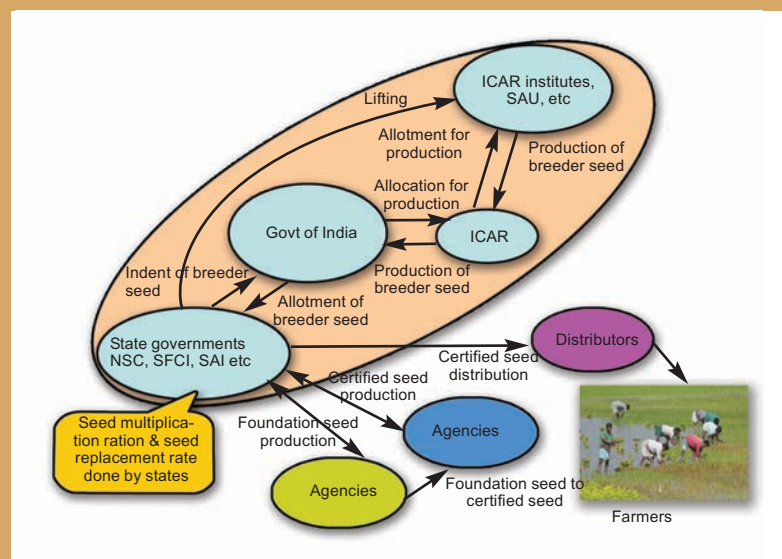 ICAR institutes,
SAU, etc
Lifting
Allotment for
production
Production of
breeder seed
Allocation for
production
Govt of India
ICAR
Production of
breeder seed
Indent of breeder
seed
Allotment of
breeder seed
State governments
NSC, SFCI, SAI etc
Distributors
Certified seed
distribution
Certified seed
production
Seed multiplica-
tion ration & seed
replacement rate
done by states
Foundation seed
production
Agencies
Agencies
Foundation seed to
certified seed
Farmers